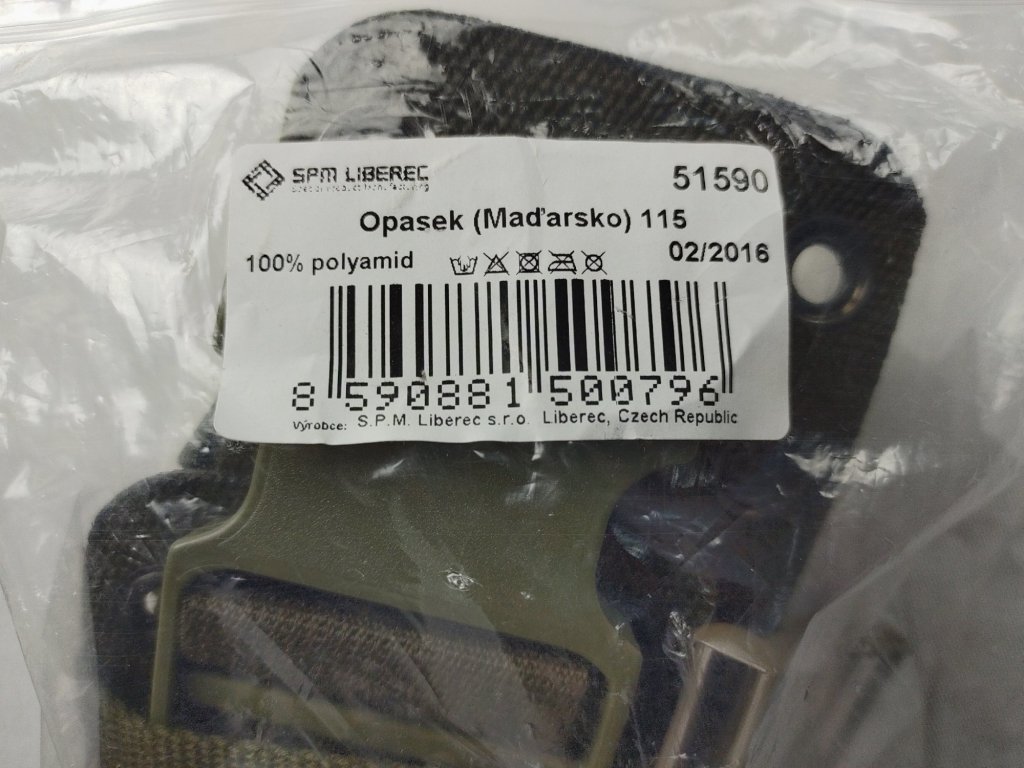 SPM LIBEREC
51590
Opasek (Maďarsko) 115
100% polyamid
02/2016
8 590881 500796
Výrobce: S.P.M. Liberec s.r.o. Liberec, Czech Republic